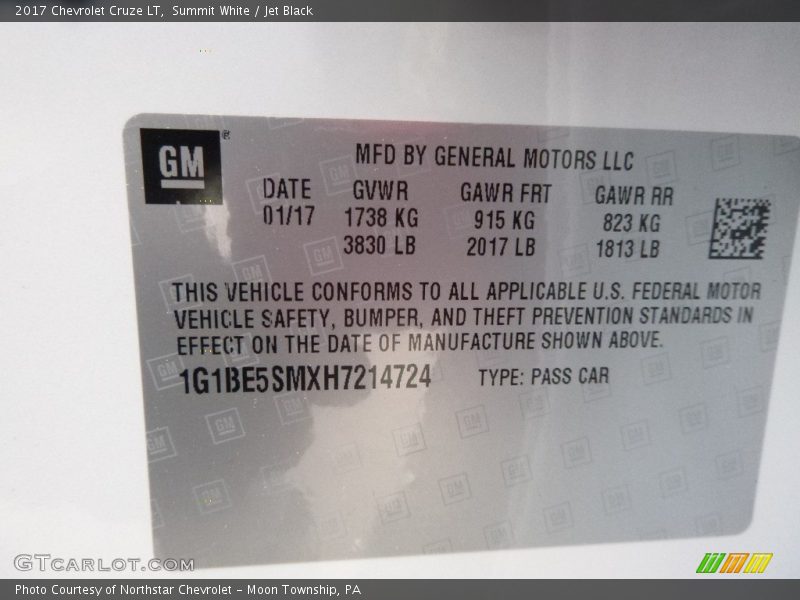 2017 Chevrolet Cruze LT, Summit White / Jet Black
GM ®
MFD BY GENERAL MOTORS LLC
DATE GVWR GAWR FRT GAWR RR
01/17 1738 KG 915 KG 823 KG
3830 LB 2017 LB 1813 LB
THIS VEHICLE CONFORMS TO ALL APPLICABLE U.S. FEDERAL MOTOR
VEHICLE SAFETY, BUMPER, AND THEFT PREVENTION STANDARDS IN
EFFECT ON THE DATE OF MANUFACTURE SHOWN ABOVE.
1G1BE5SMXH7214724 TYPE: PASS CAR
GTcarlot.com
Photo Courtesy of Northstar Chevrolet - Moon Township, PA